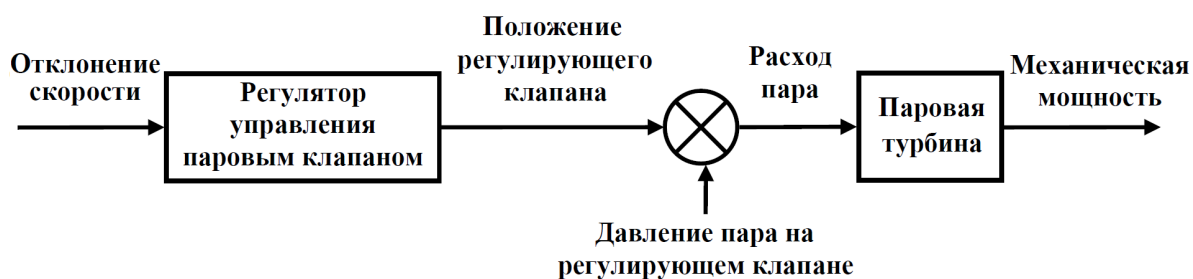 Отклонение
скорости
Регулятор
управления
паровым клапаном
Положение
регулирующего
клапана
Давление пара на
регулирующем клапане
Расход
пара
Паровая
турбина
Механическая
мощность